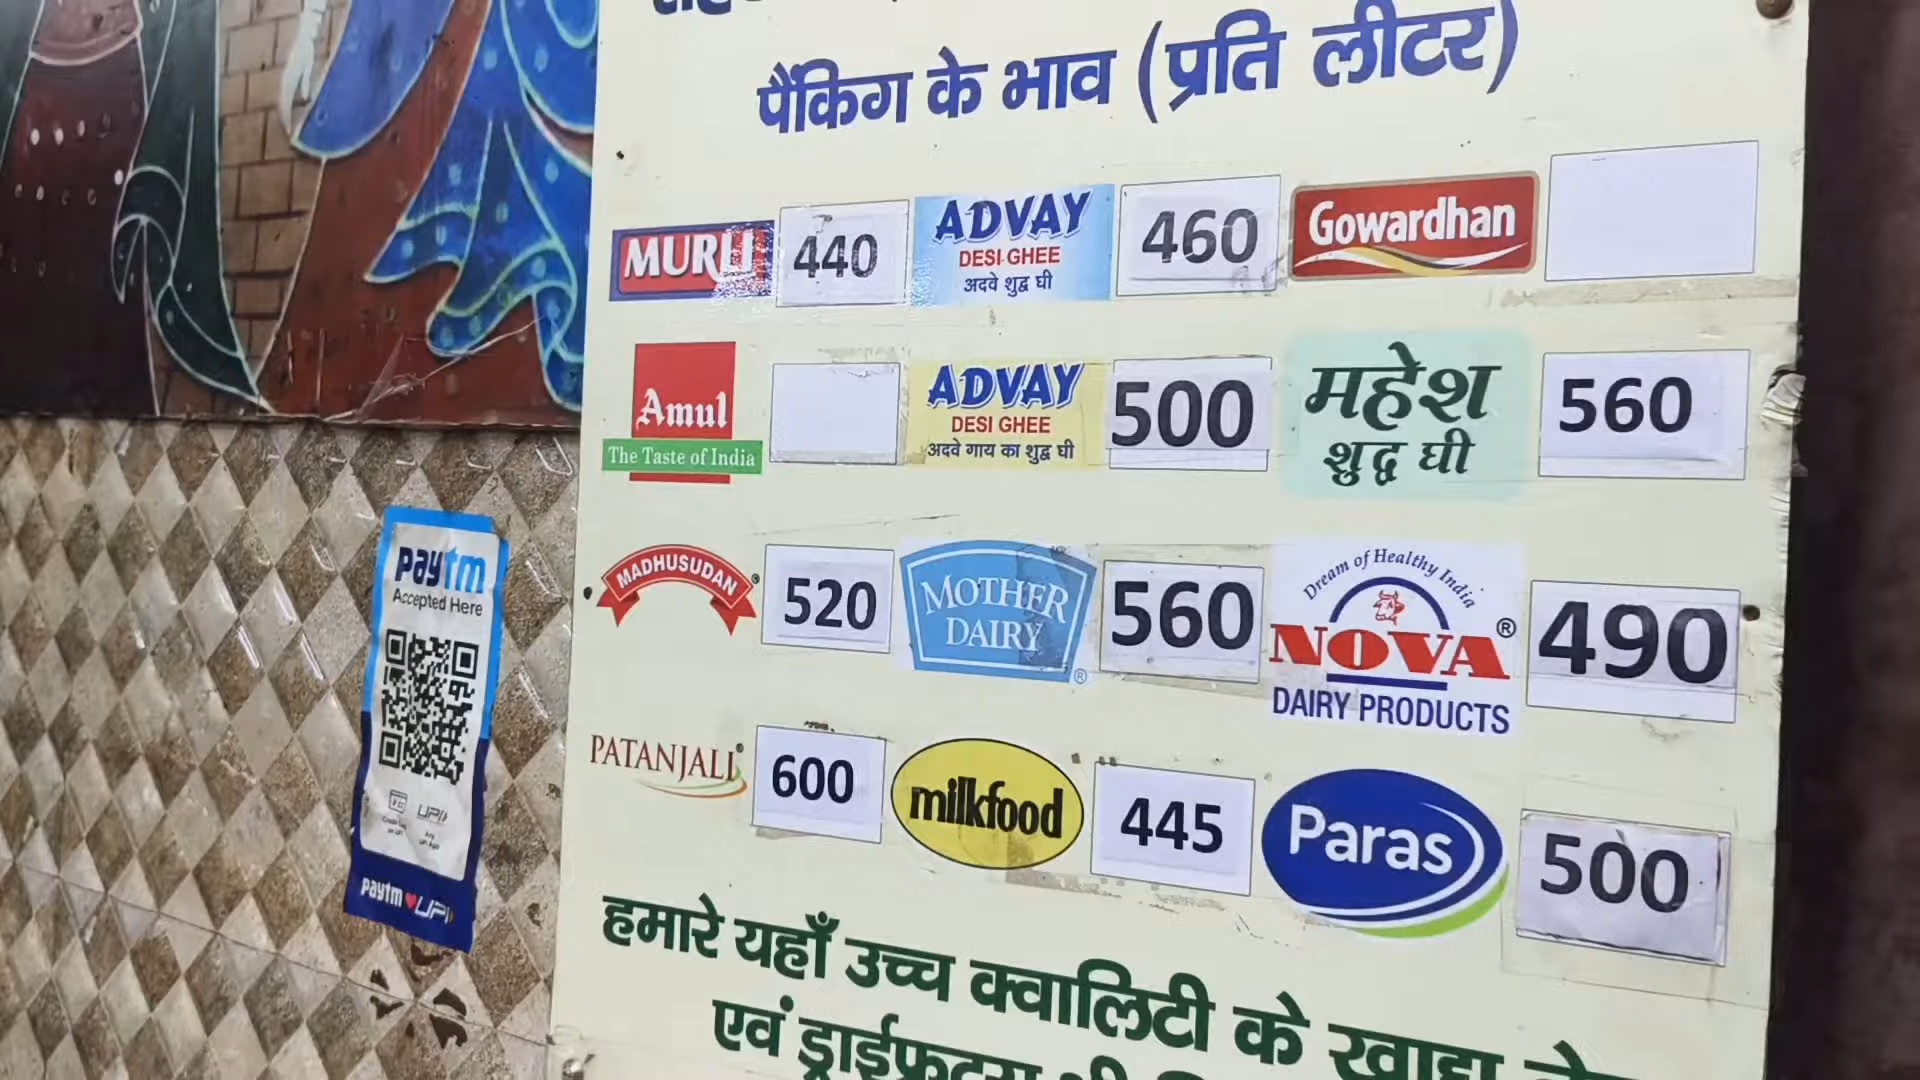 पैंकिग के भाव (प्रति लीटर)
MURLI 440 ADVAY DESI GHEE अदवे शुद्ध घी 460 Gowardhan
Amul The Taste of India ADVAY DESI GHEE अदवे गाय का शुद्ध घी 500 महेश शुद्ध घी 560
MADHUSUDAN 520 MOTHER DAIRY ® 560 Dream of Healthy India NOVA ® DAIRY PRODUCTS 490
PATANJALI ® 600 milkfood 445 Paras 500
हमारे यहाँ उच्च क्वालिटी के खाद्य
एवं ड्राईफ्रूट्स भी
paytm
Accepted Here
UPI
paytm ♥ UPI